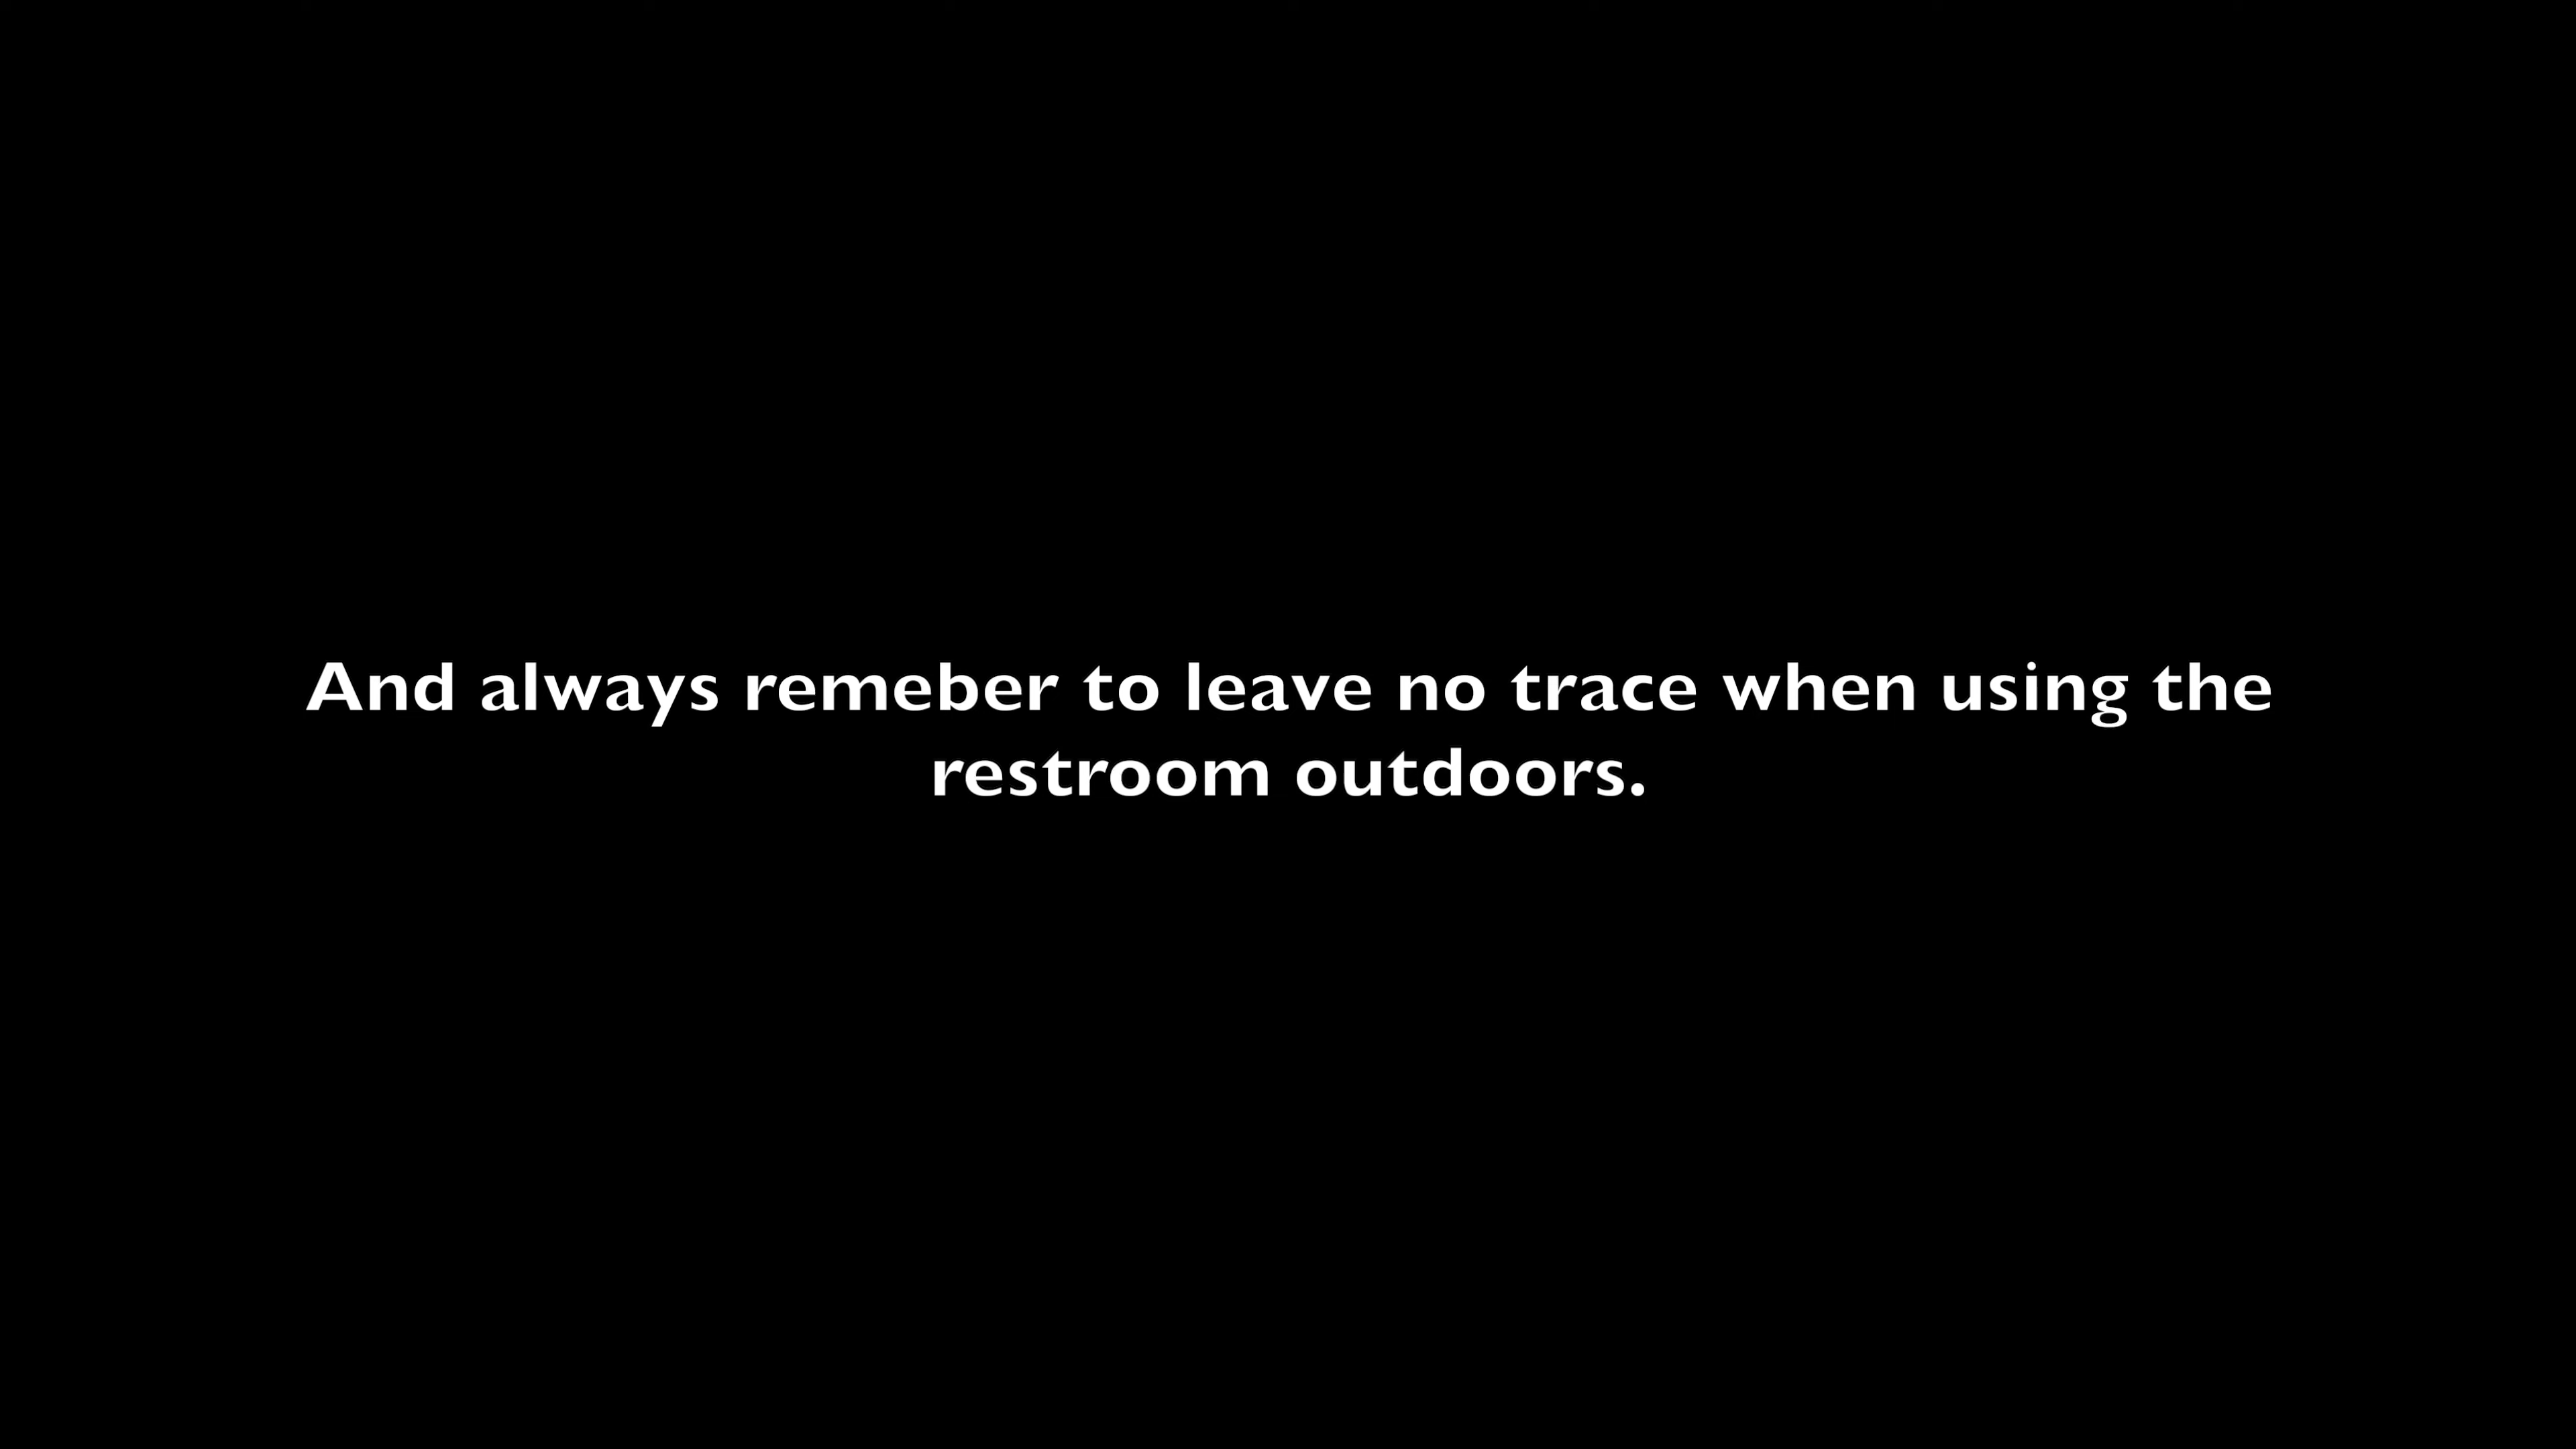 And always remeber to leave no trace when using the
restroom outdoors.